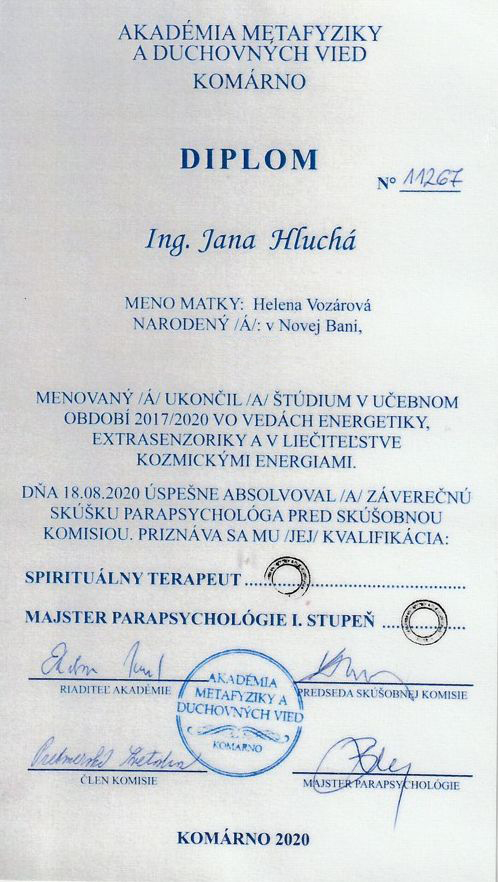 AKADÉMIA METAFYZIKY
A DUCHOVNÝCH VIED
KOMÁRNO
DIPLOM
N° 11267
Ing. Jana Hluchá
MENO MATKY: Helena Vozárová
NARODENÝ /Á/: v Novej Bani,
MENOVANÝ /Á/ UKONČIL /A/ ŠTÚDIUM V UČEBNOM
OBDOBÍ 2017/2020 VO VEDÁCH ENERGETIKY,
EXTRASENZORIKY A V LIEČITEĽSTVE
KOZMICKÝMI ENERGIAMI.
DŇA 18.08.2020 ÚSPEŠNE ABSOLVOVAL /A/ ZÁVEREČNÚ
SKÚŠKU PARAPSYCHOLÓGA PRED SKÚŠOBNOU
KOMISIOU. PRIZNÁVA SA MU /JEJ/ KVALIFIKÁCIA:
SPIRITUÁLNY TERAPEUT
MAJSTER PARAPSYCHOLÓGIE I. STUPEŇ
RIADITEĽ AKADÉMIE
PREDSEDA SKÚŠOBNEJ KOMISIE
AKADÉMIA
METAFYZIKY A
DUCHOVNÝCH VIED
KOMÁRNO
ČLEN KOMISIE
MAJSTER PARAPSYCHOLÓGIE
KOMÁRNO 2020